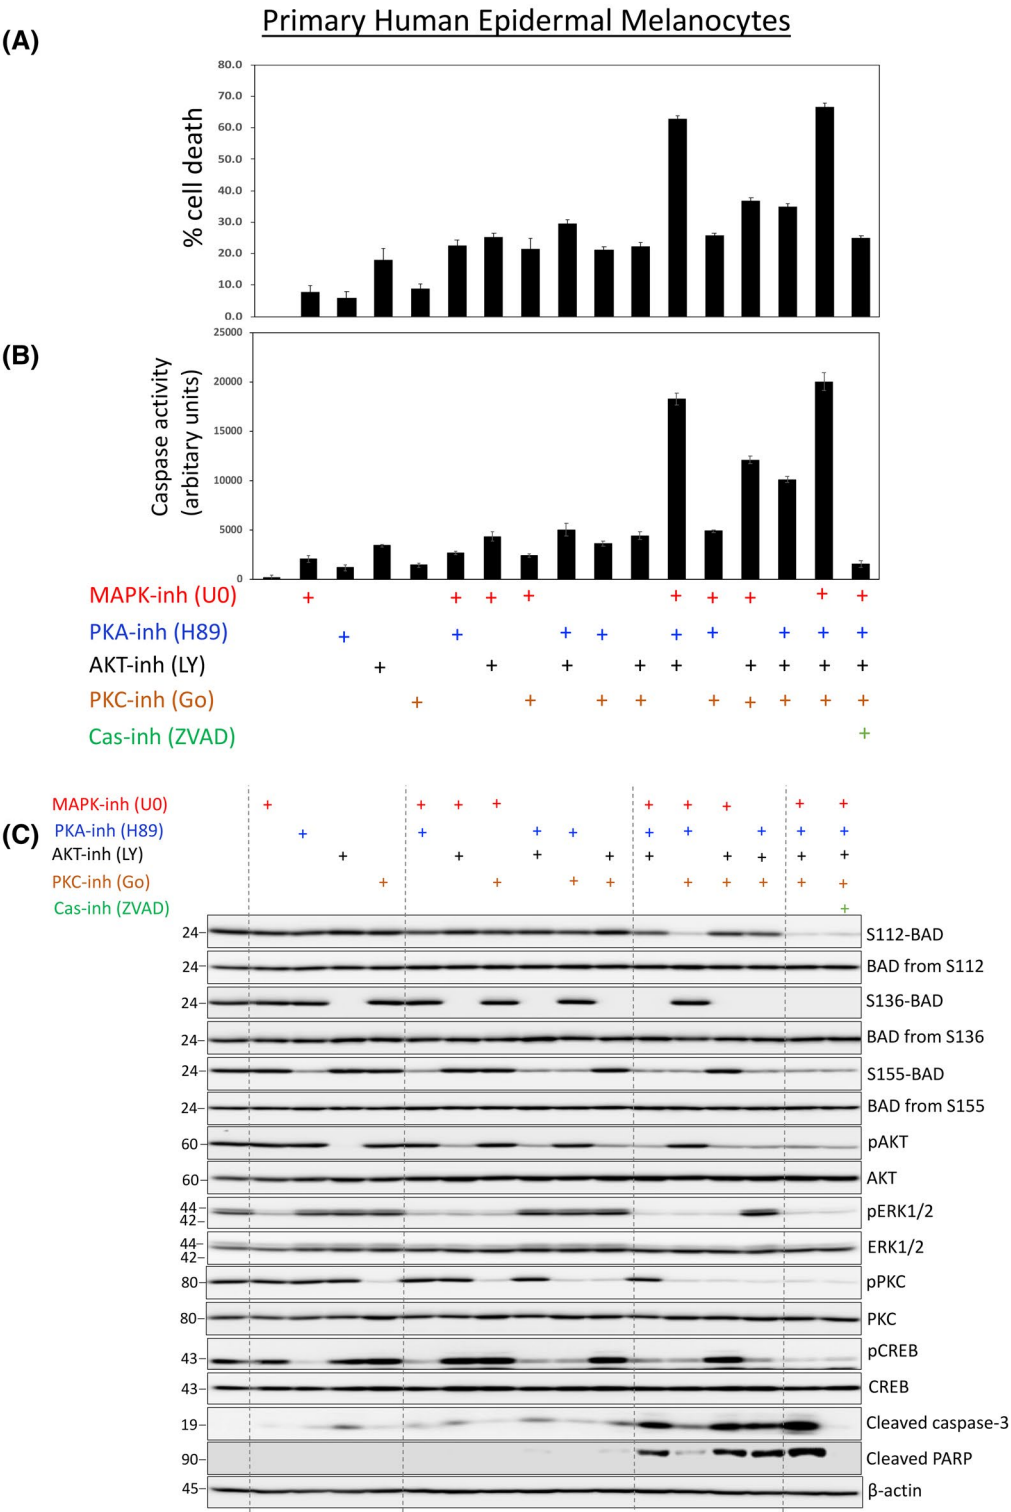 Primary Human Epidermal Melanocytes
(A)
% cell death
80.0
70.0
60.0
50.0
40.0
30.0
20.0
10.0
0.0
(B)
Caspase activity
(arbitary units)
25000
20000
15000
10000
5000
0
MAPK-inh (U0) + + + + + + + + +
PKA-inh (H89) + + + + + + + + +
AKT-inh (LY) + + + + + + + + +
PKC-inh (Go) + + + + + + + + +
Cas-inh (ZVAD) +
(C)
MAPK-inh (U0) + + + + + + + + +
PKA-inh (H89) + + + + + + + + +
AKT-inh (LY) + + + + + + + + +
PKC-inh (Go) + + + + + + + + +
Cas-inh (ZVAD) +
24 S112-BAD
24 BAD from S112
24 S136-BAD
24 BAD from S136
24 S155-BAD
24 BAD from S155
60 pAKT
60 AKT
44
42 pERK1/2
44
42 ERK1/2
80 pPKC
80 PKC
43 pCREB
43 CREB
19 Cleaved caspase-3
90 Cleaved PARP
45 β-actin